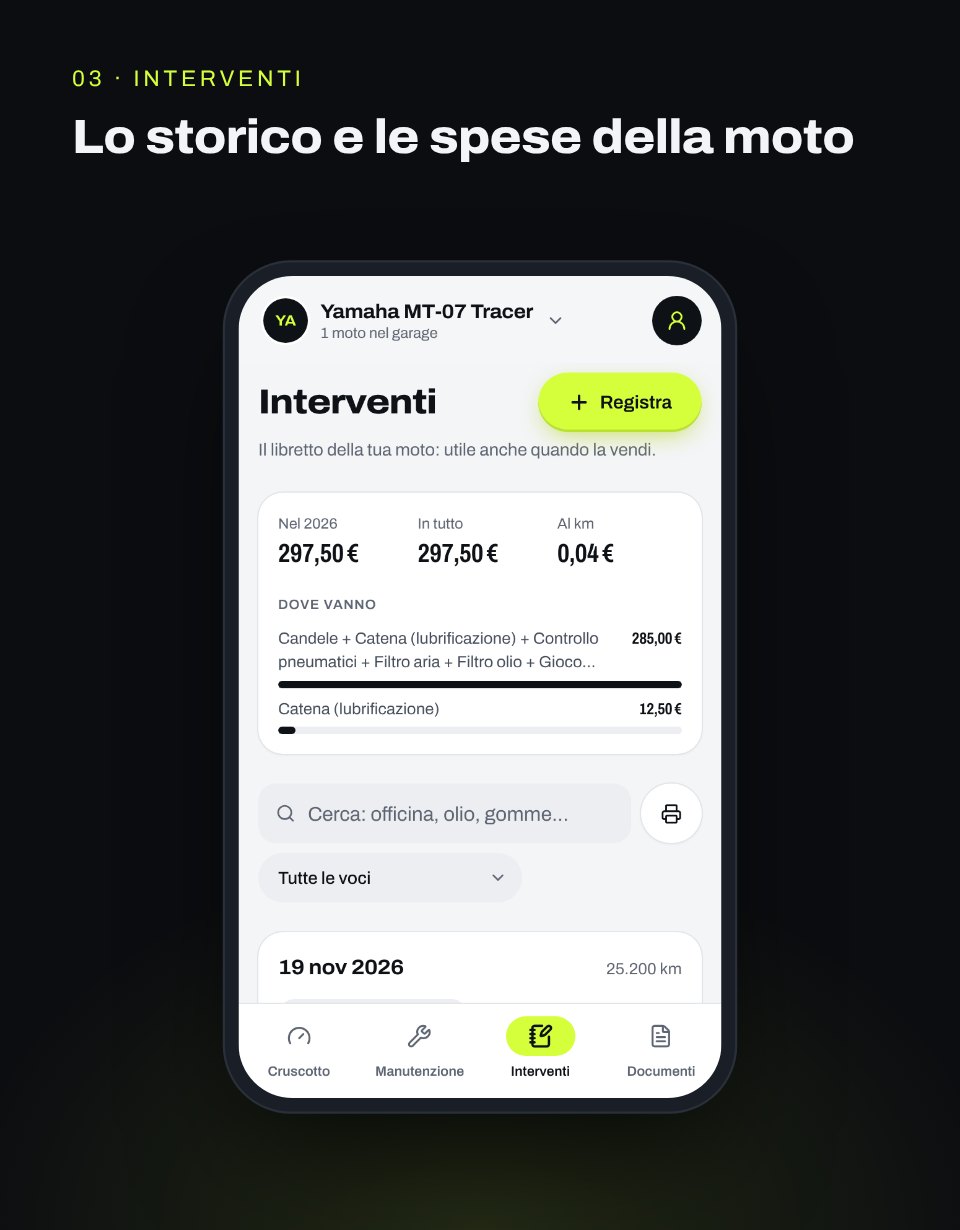 03 · INTERVENTI
Lo storico e le spese della moto
YA
Yamaha MT-07 Tracer
1 moto nel garage
Interventi
+ Registra
Il libretto della tua moto: utile anche quando la vendi.
Nel 2026 In tutto Al km
297,50 € 297,50 € 0,04 €
DOVE VANNO
Candele + Catena (lubrificazione) + Controllo 285,00 €
pneumatici + Filtro aria + Filtro olio + Gioco...
Catena (lubrificazione) 12,50 €
Cerca: officina, olio, gomme...
Tutte le voci
19 nov 2026 25.200 km
Cruscotto Manutenzione Interventi Documenti